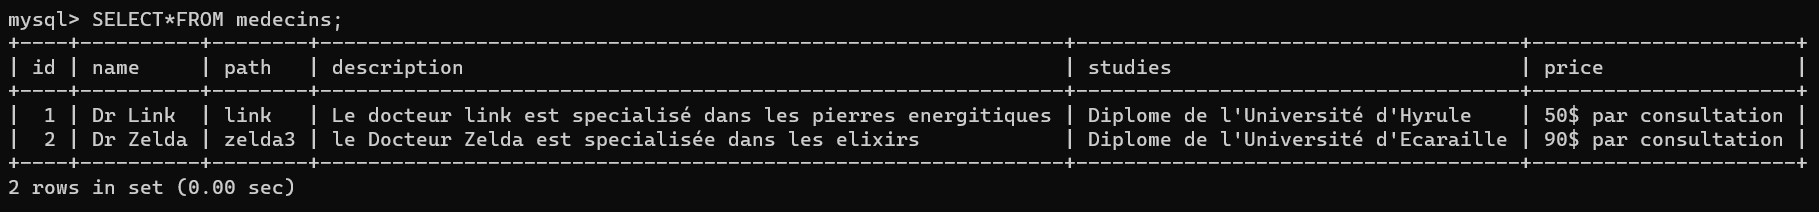 mysql> SELECT*FROM medecins;
+----+----------+--------+--------------------------------------------------------------+-------------------------------------+----------------------+
| id | name     | path   | description                                                  | studies                             | price                |
+----+----------+--------+--------------------------------------------------------------+-------------------------------------+----------------------+
|  1 | Dr Link  | link   | Le docteur link est specialisé dans les pierres energitiques | Diplome de l'Université d'Hyrule    | 50$ par consultation |
|  2 | Dr Zelda | zelda3 | le Docteur Zelda est specialisée dans les elixirs            | Diplome de l'Université d'Ecaraille | 90$ par consultation |
+----+----------+--------+--------------------------------------------------------------+-------------------------------------+----------------------+
2 rows in set (0.00 sec)